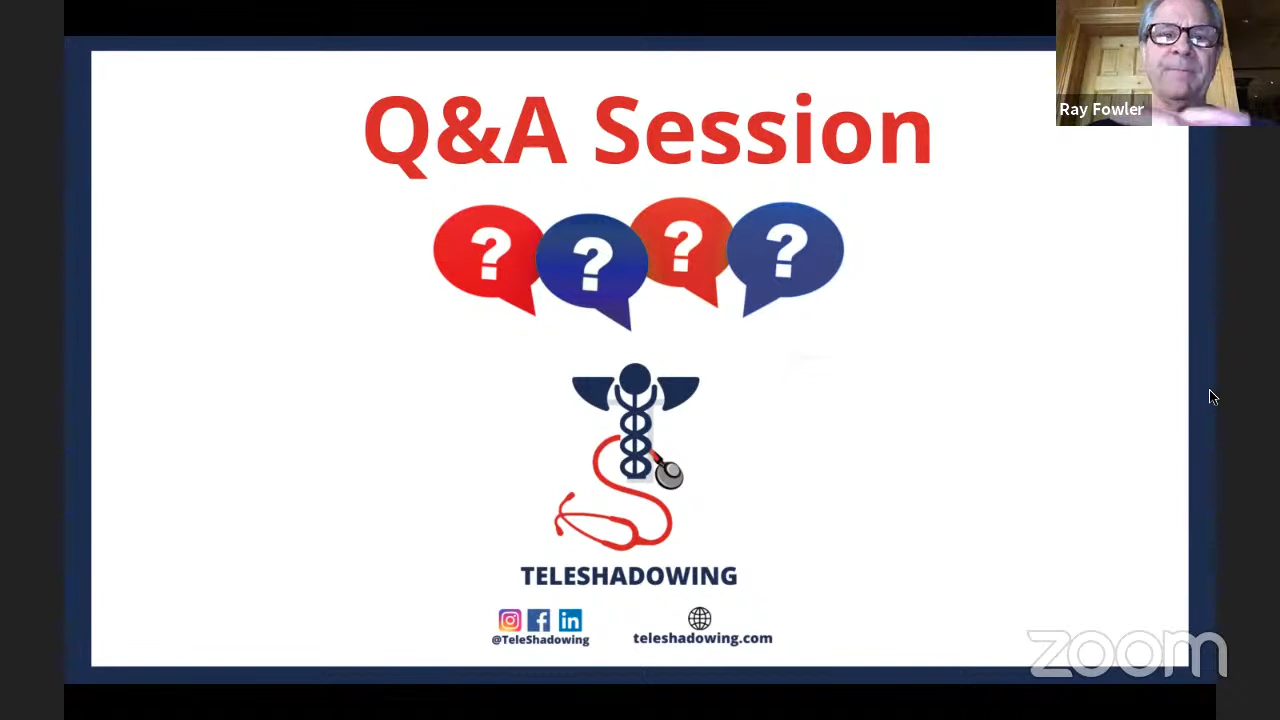 Q&A Session
Ray Fowler
? ? ? ?
TELESHADOWING
@TeleShadowing
teleshadowing.com
zoom